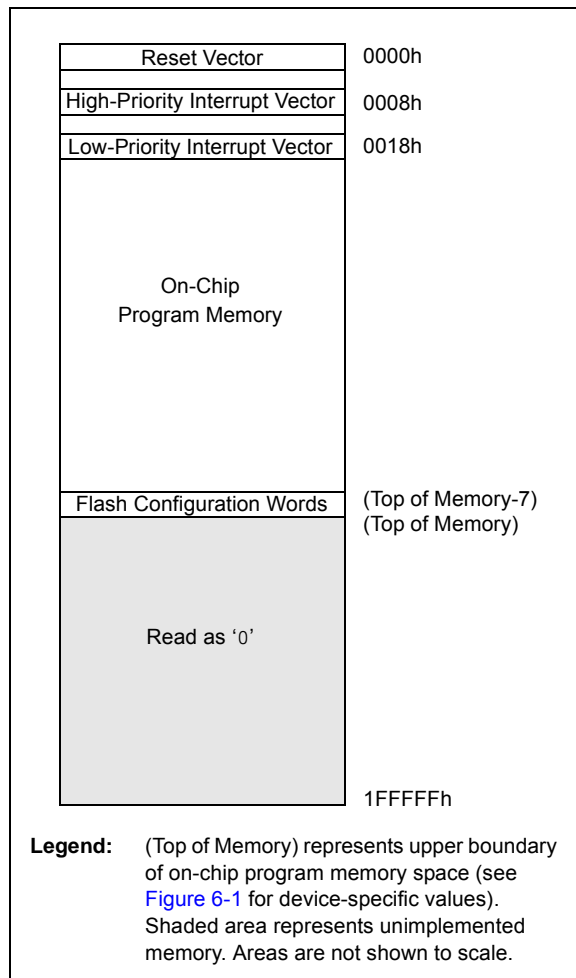 Reset Vector 0000h
High-Priority Interrupt Vector 0008h
Low-Priority Interrupt Vector 0018h
On-Chip
Program Memory
Flash Configuration Words (Top of Memory-7)
(Top of Memory)
Read as ‘0’
1FFFFFh
Legend: (Top of Memory) represents upper boundary
of on-chip program memory space (see
Figure 6-1 for device-specific values).
Shaded area represents unimplemented
memory. Areas are not shown to scale.